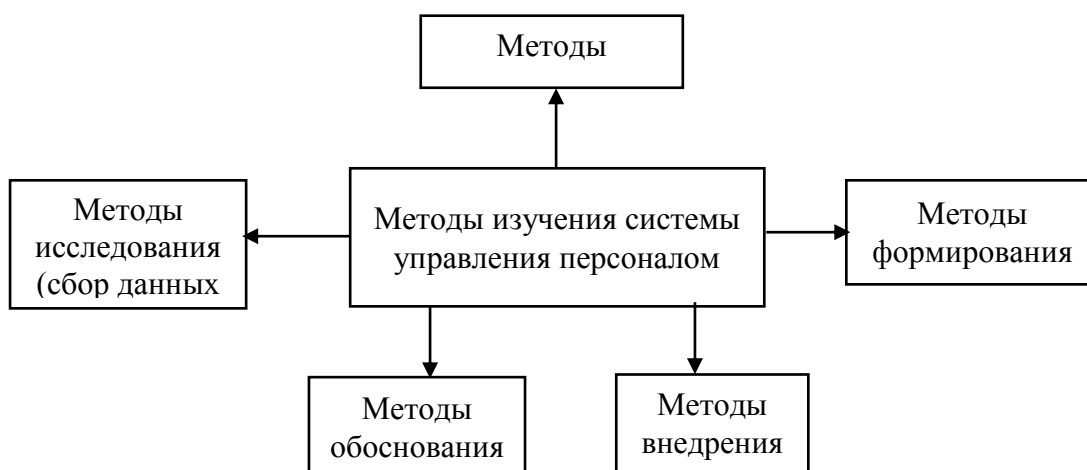 Методы
Методы
исследования
(сбор данных
Методы изучения системы
управления персоналом
Методы
формирования
Методы
обоснования
Методы
внедрения